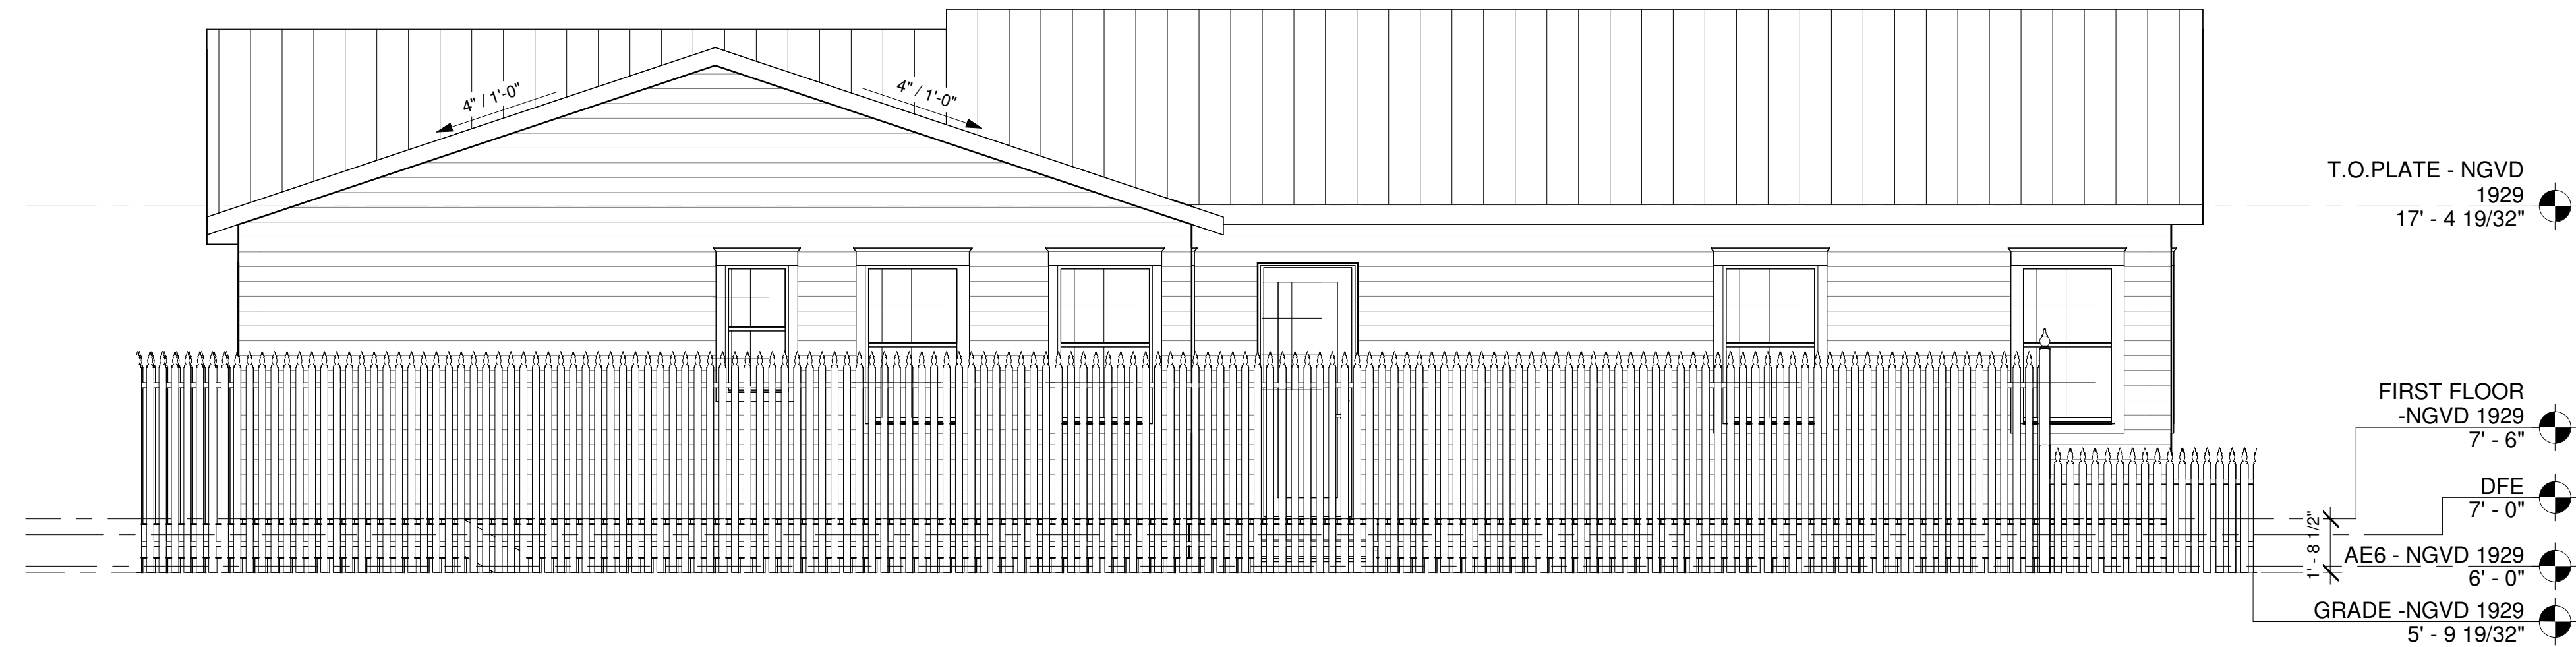 4" / 1'-0"
4" / 1'-0"
T.O.PLATE - NGVD
1929
17' - 4 19/32"
FIRST FLOOR
-NGVD 1929
7' - 6"
DFE
7' - 0"
1' - 8 1/2"
AE6 - NGVD 1929
6' - 0"
GRADE -NGVD 1929
5' - 9 19/32"